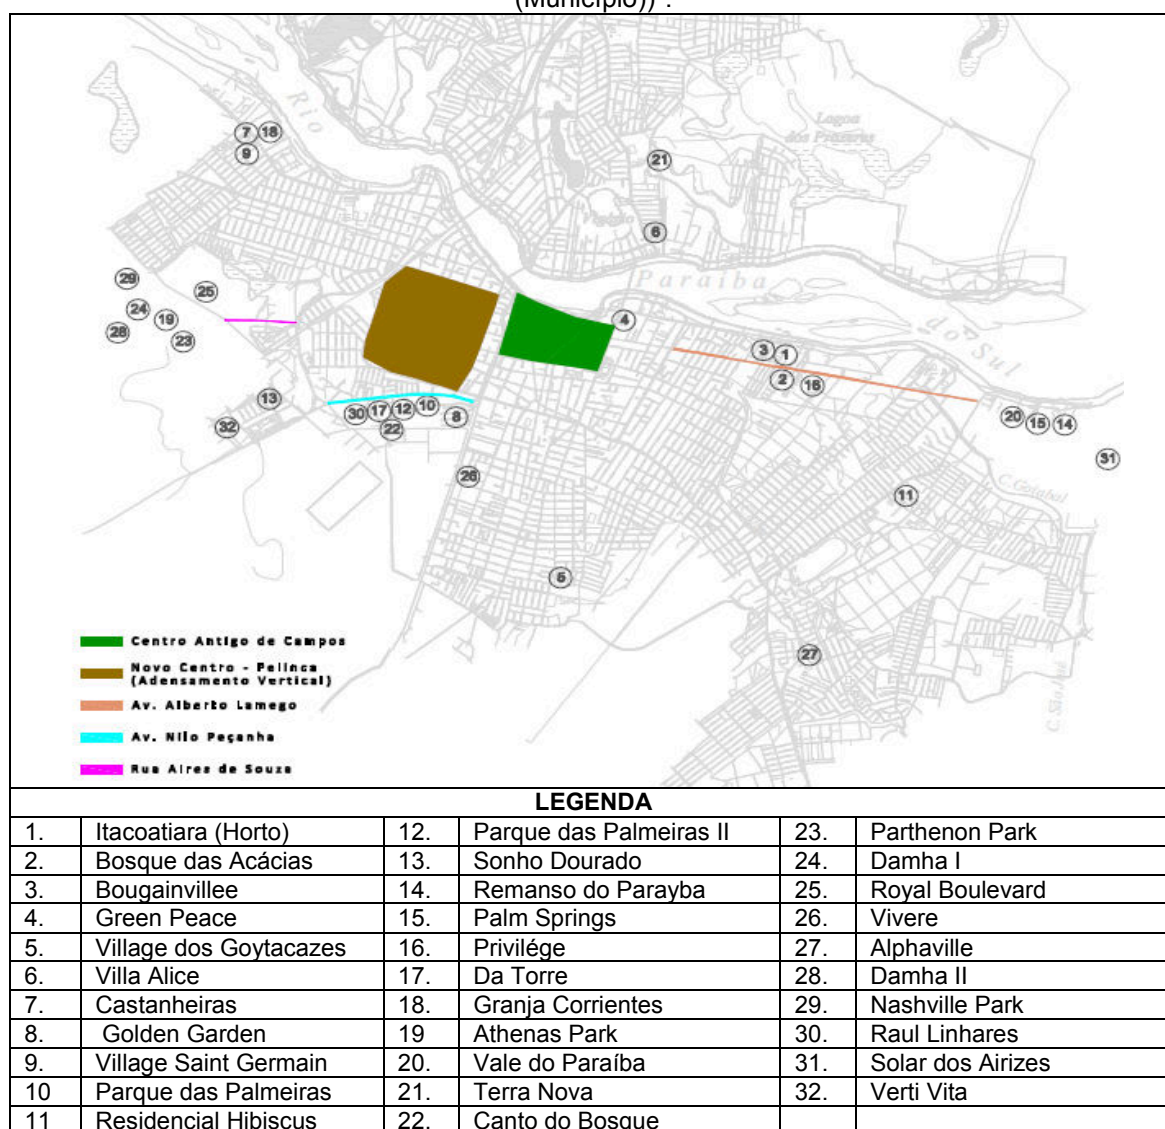 (Município)) .
Rio
7 18
9
Lagoa
dos Prazeres
21
6
Paraíba
do Sul
29
25
24
19
28
23
4
3 1
2 16
13
32
30 17 12 10 8
22
20 15 14
31
26
11
C. Goiabal
5
27
C. São José
Centro Antigo de Campos
Novo Centro - Pelinca
(Adensamento Vertical)
Av. Alberto Lamego
Av. Nilo Peçanha
Rua Aires de Souza
LEGENDA
1. Itacoatiara (Horto) 12. Parque das Palmeiras II 23. Parthenon Park
2. Bosque das Acácias 13. Sonho Dourado 24. Damha I
3. Bougainvillee 14. Remanso do Parayba 25. Royal Boulevard
4. Green Peace 15. Palm Springs 26. Vivere
5. Village dos Goytacazes 16. Privilége 27. Alphaville
6. Villa Alice 17. Da Torre 28. Damha II
7. Castanheiras 18. Granja Corrientes 29. Nashville Park
8. Golden Garden 19 Athenas Park 30. Raul Linhares
9. Village Saint Germain 20. Vale do Paraíba 31. Solar dos Airizes
10 Parque das Palmeiras 21. Terra Nova 32. Verti Vita
11 Residencial Hibiscus 22. Canto do Bosque